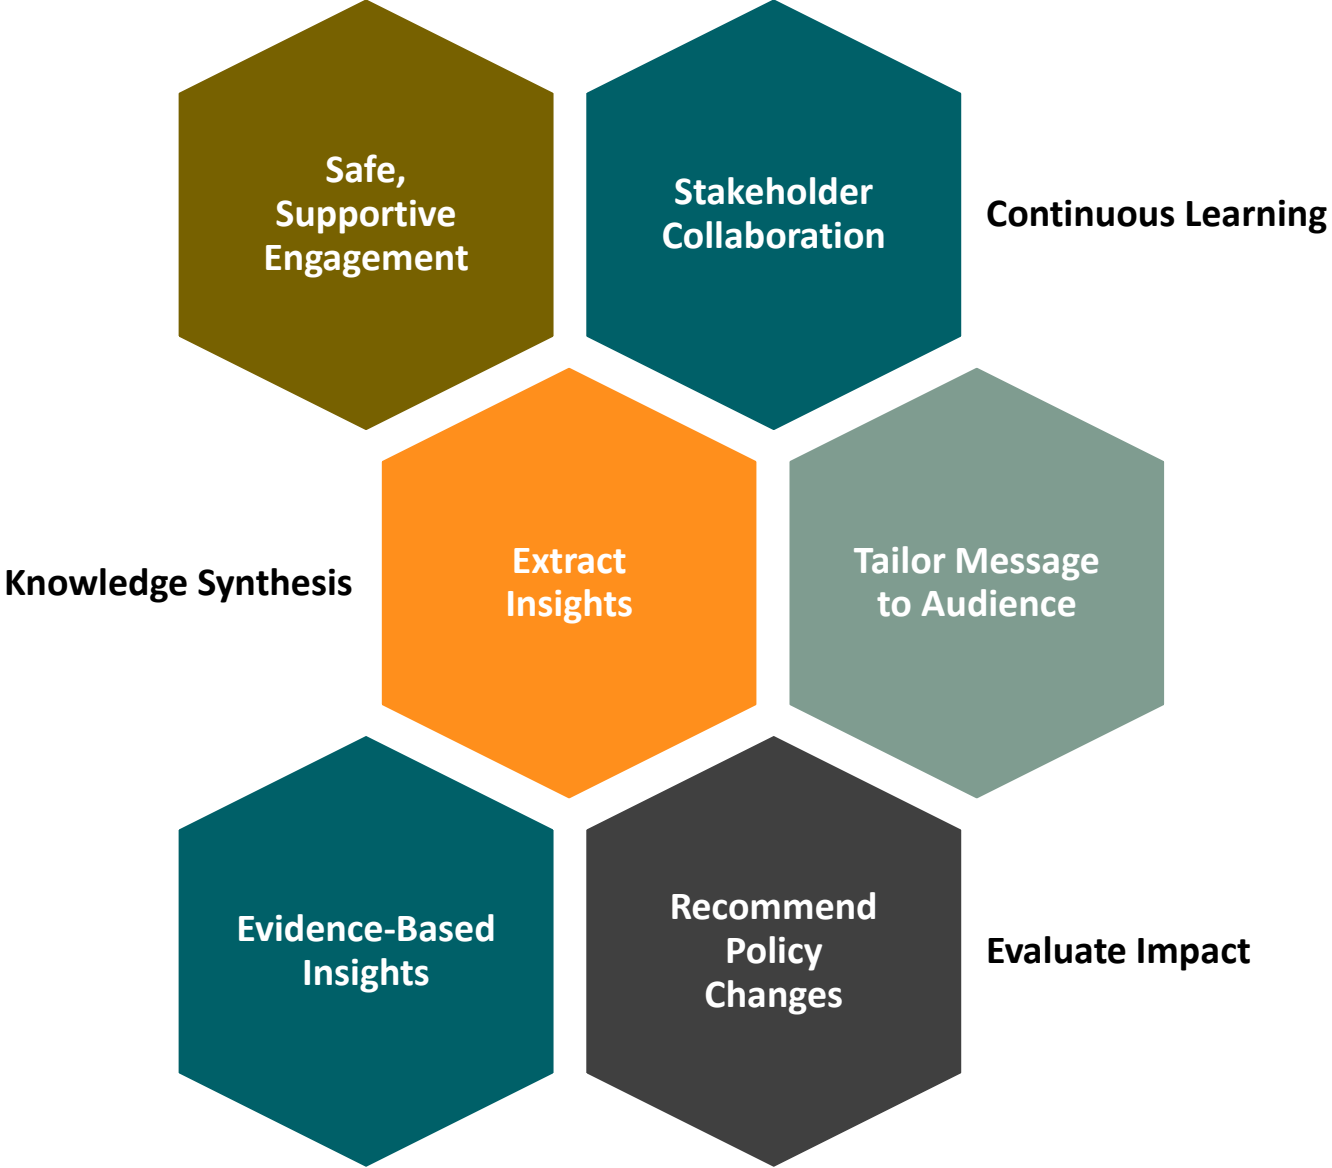 Safe,
Supportive
Engagement
Stakeholder
Collaboration
Continuous Learning
Knowledge Synthesis
Extract
Insights
Tailor Message
to Audience
Evidence-Based
Insights
Recommend
Policy
Changes
Evaluate Impact